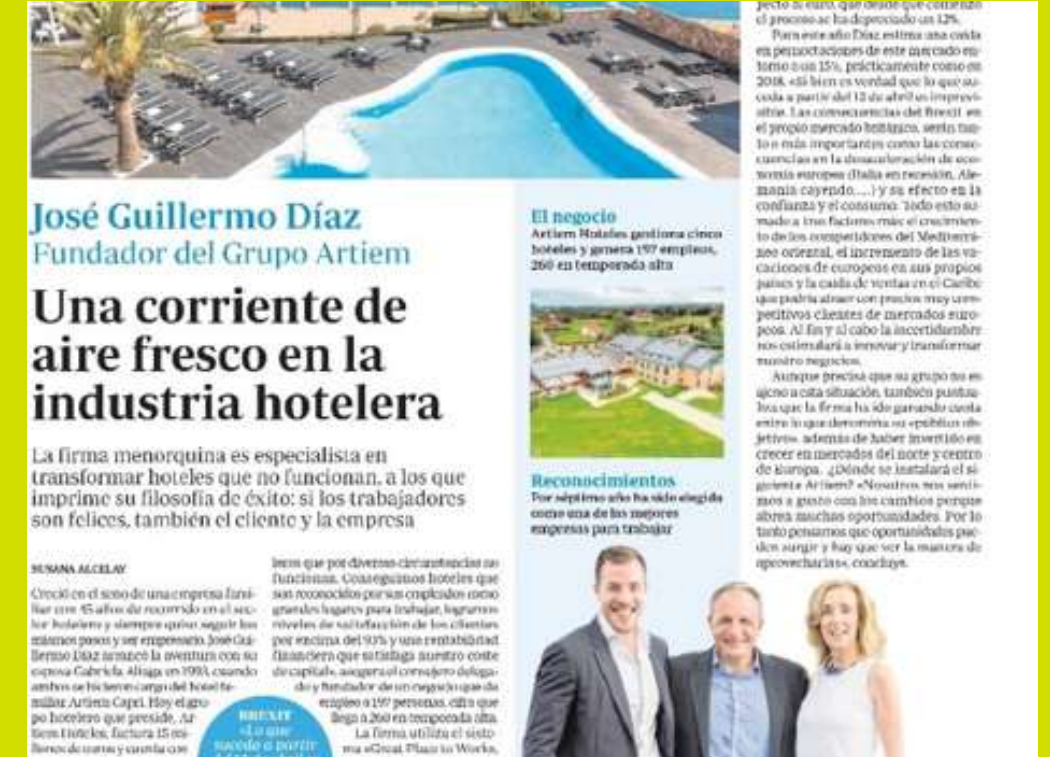 José Guillermo Díaz
Fundador del Grupo Artiem
Una corriente de
aire fresco en la
industria hotelera
La firma menorquina es especialista en
transformar hoteles que no funcionan, a los que
imprime su filosofía de éxito: si los trabajadores
son felices, también el cliente y la empresa
SUSANA ALCELAY
Creció en el seno de una empresa fami-
liar con 45 años de recorrido en el sec-
tor hotelero y siempre quiso seguir los
mismos pasos y ser empresario. José Gui-
llermo Díaz arrancó la aventura con su
esposa Gabriela Aliaga en 1993, cuando
ambos se hicieron cargo del hotel fa-
miliar Artiem Capri. Hoy el gru-
po hotelero que preside, Ar-
tiem Hoteles, factura 15 mi-
llones de euros y cuenta con
BREXIT
«Lo que
suceda a partir
leros que por diversas circunstancias no
funcionan. Conseguimos hoteles que
son reconocidos por sus empleados como
grandes lugares para trabajar, logramos
niveles de satisfacción de los clientes
por encima del 93% y una rentabilidad
financiera que satisfaga nuestro coste
de capital», asegura el consejero delega-
do y fundador de un negocio que da
empleo a 197 personas, cifra que
llega a 260 en temporada alta.
La firma utiliza el siste-
ma «Great Place to Work»,
El negocio
Artiem Hoteles gestiona cinco
hoteles y genera 197 empleos,
260 en temporada alta
Reconocimientos
Por séptimo año ha sido elegida
como una de las mejores
empresas para trabajar
pecto al euro, que desde que comenzó
el proceso se ha depreciado un 12%.
Para este año Díaz estima una caída
en pernoctaciones de este mercado en
torno a un 15%, prácticamente como en
2018. «Si bien es verdad que lo que su-
ceda a partir del 12 de abril es imprevi-
sible. Las consecuencias del Brexit en
el propio mercado británico, serán tan-
to o más importantes como las conse-
cuencias en la desaceleración de eco-
nomía europea (Italia en recesión, Ale-
mania cayendo,...) y su efecto en la
confianza y el consumo. Todo esto su-
mado a tres factores más: el crecimien-
to de los competidores del Mediterrá-
neo oriental, el incremento de las va-
caciones de europeos en sus propios
países y la caída de ventas en el Caribe
que podría atraer con precios muy com-
petitivos clientes de mercados euro-
peos. Al fin y al cabo la incertidumbre
nos estimulará a innovar y transformar
nuestro negocio».
Aunque precisa que su grupo no es
ajeno a esta situación, también puntua-
liza que la firma ha ido ganando cuota
entre lo que denomina su «público ob-
jetivo», además de haber invertido en
crecer en mercados del norte y centro
de Europa. ¿Dónde se instalará el si-
guiente Artiem? «Nosotros nos senti-
mos a gusto con los cambios porque
abren muchas oportunidades. Por lo
tanto pensamos que oportunidades pue-
den surgir y hay que ver la manera de
aprovecharlas», concluye.